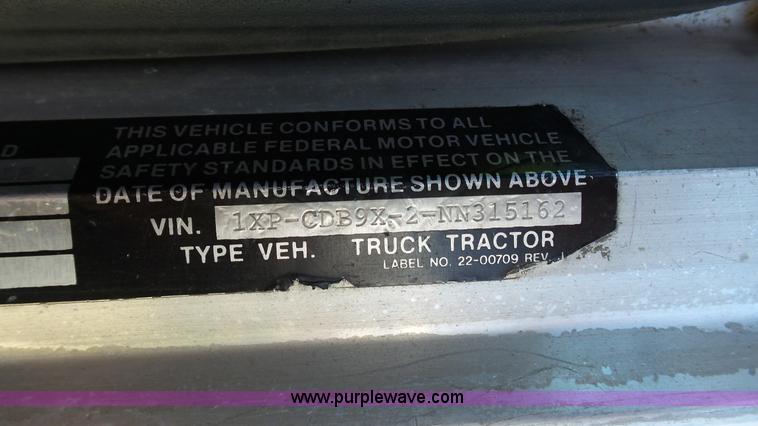 D
THIS VEHICLE CONFORMS TO ALL
APPLICABLE FEDERAL MOTOR VEHICLE
SAFETY STANDARDS IN EFFECT ON THE
DATE OF MANUFACTURE SHOWN ABOVE
VIN. 1XP-CDB9X-2-NN315162
TYPE VEH. TRUCK TRACTOR
LABEL NO. 22-00709 REV. J
www.purplewave.com